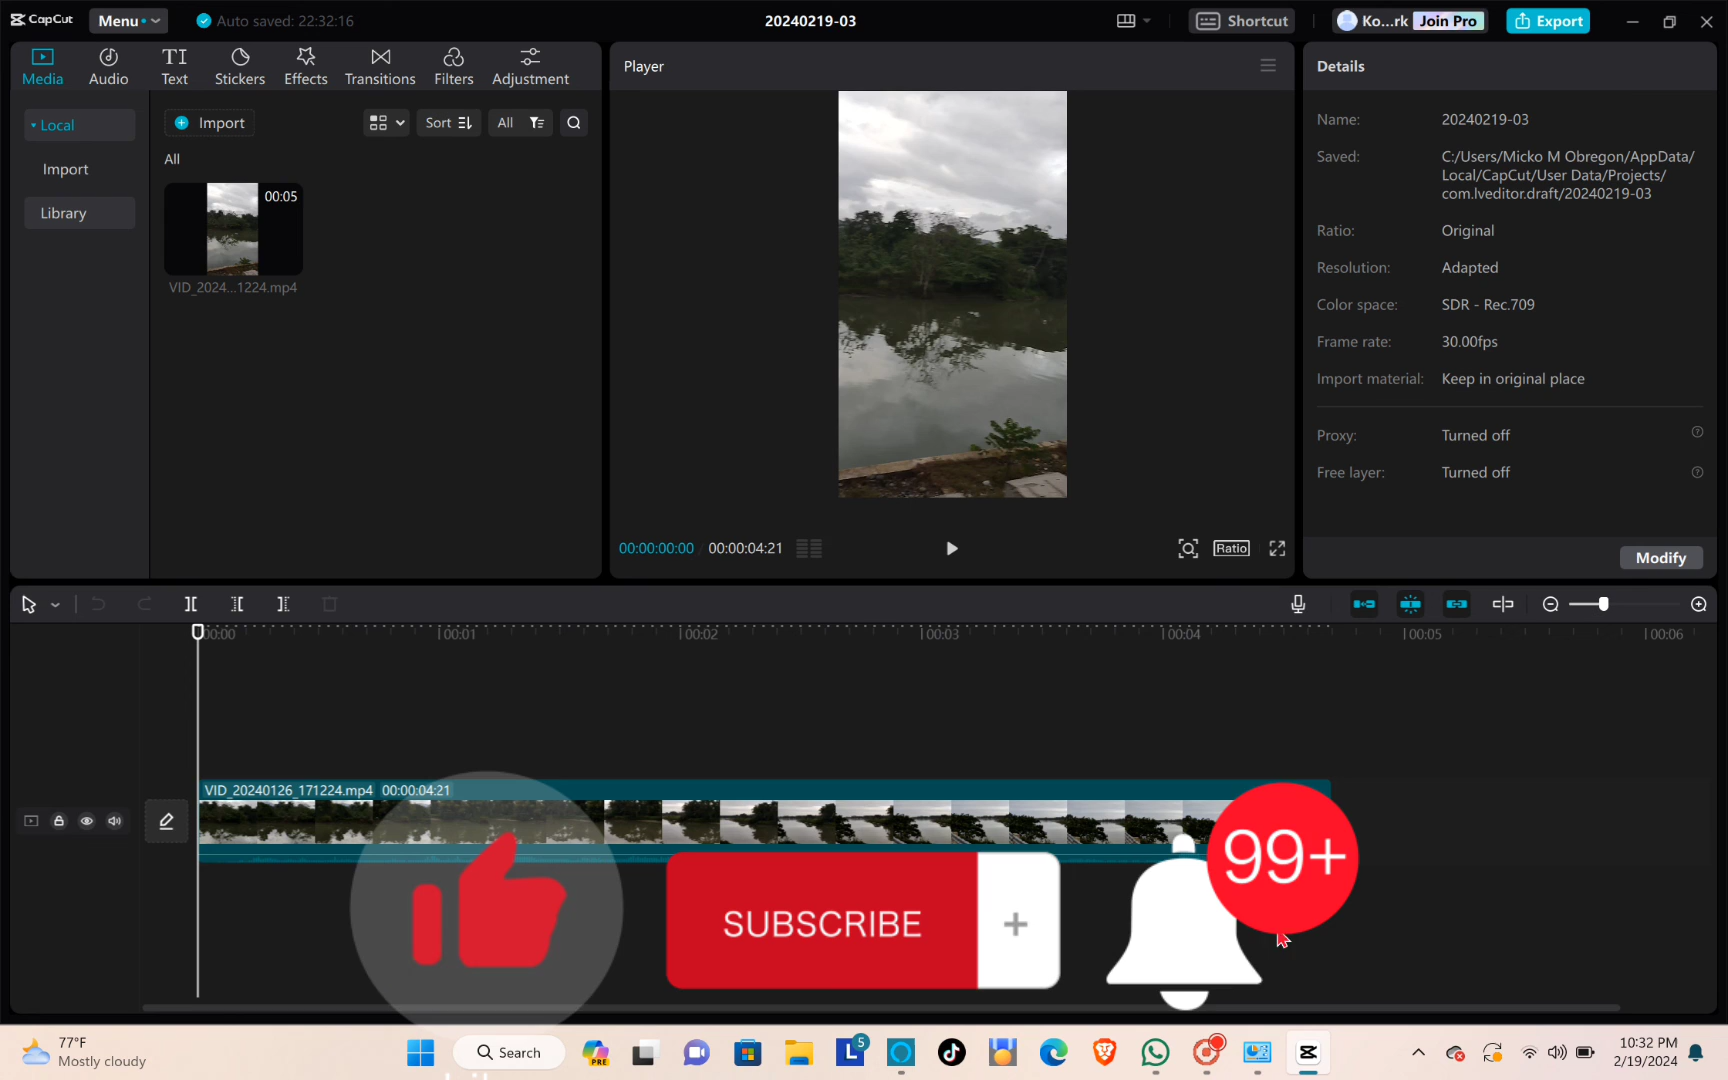 CapCut
Menu
Auto saved: 22:32:16
20240219-03
Shortcut
Ko...rk
Join Pro
Export
Media
Audio
Text
Stickers
Effects
Transitions
Filters
Adjustment
Local
Import
Library
Import
Sort
All
All
00:05
VID_2024...1224.mp4
Player
00:00:00:00
00:00:04:21
Ratio
Details
Name: 20240219-03
Saved: C:/Users/Micko M Obregon/AppData/
Local/CapCut/User Data/Projects/
com.lveditor.draft/20240219-03
Ratio: Original
Resolution: Adapted
Color space: SDR - Rec.709
Frame rate: 30.00fps
Import material: Keep in original place
Proxy: Turned off
Free layer: Turned off
Modify
00:00
00:01
00:02
00:03
00:04
00:05
00:06
VID_20240126_171224.mp4 00:00:04:21
SUBSCRIBE
+
99+
77°F
Mostly cloudy
Search
PRE
L
5
10:32 PM
2/19/2024